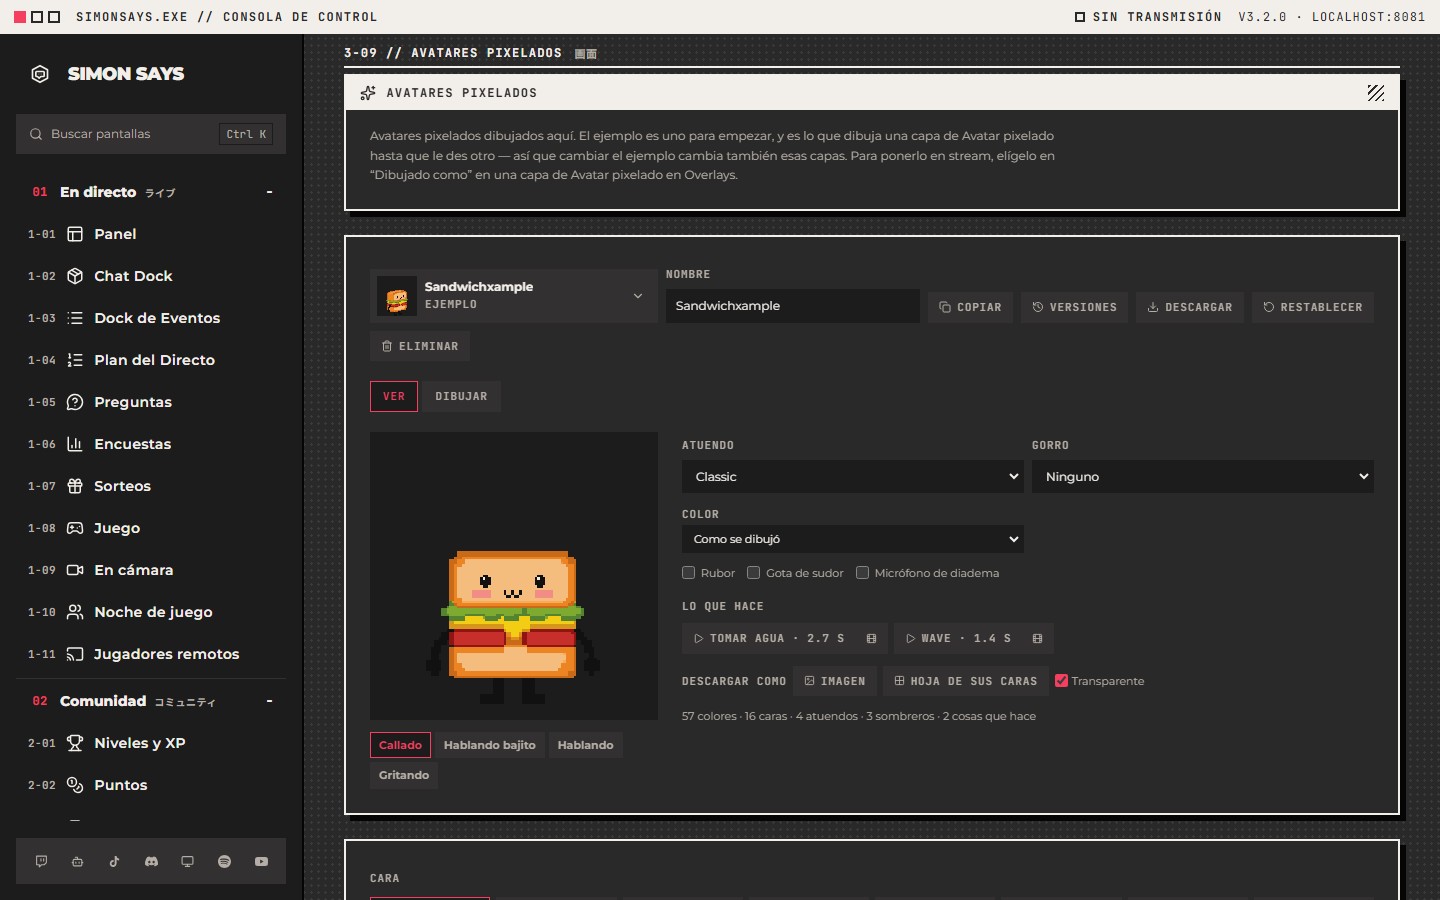 SIMONSAYS.EXE // CONSOLA DE CONTROL
SIN TRANSMISIÓN V3.2.0 · LOCALHOST:8081
SIMON SAYS
Buscar pantallas Ctrl K
01 En directo ライブ -
1-01 Panel
1-02 Chat Dock
1-03 Dock de Eventos
1-04 Plan del Directo
1-05 Preguntas
1-06 Encuestas
1-07 Sorteos
1-08 Juego
1-09 En cámara
1-10 Noche de juego
1-11 Jugadores remotos
02 Comunidad コミュニティ -
2-01 Niveles y XP
2-02 Puntos
3-09 // AVATARES PIXELADOS 画面
AVATARES PIXELADOS
Avatares pixelados dibujados aquí. El ejemplo es uno para empezar, y es lo que dibuja una capa de Avatar pixelado
hasta que le des otro — así que cambiar el ejemplo cambia también esas capas. Para ponerlo en stream, elígelo en
“Dibujado como” en una capa de Avatar pixelado en Overlays.
Sandwichxample
EJEMPLO
NOMBRE
Sandwichxample
COPIAR VERSIONES DESCARGAR RESTABLECER
ELIMINAR
VER DIBUJAR
ATUENDO GORRO
Classic Ninguno
COLOR
Como se dibujó
Rubor Gota de sudor Micrófono de diadema
LO QUE HACE
TOMAR AGUA · 2.7 S WAVE · 1.4 S
DESCARGAR COMO IMAGEN HOJA DE SUS CARAS Transparente
57 colores · 16 caras · 4 atuendos · 3 sombreros · 2 cosas que hace
Callado Hablando bajito Hablando
Gritando
CARA